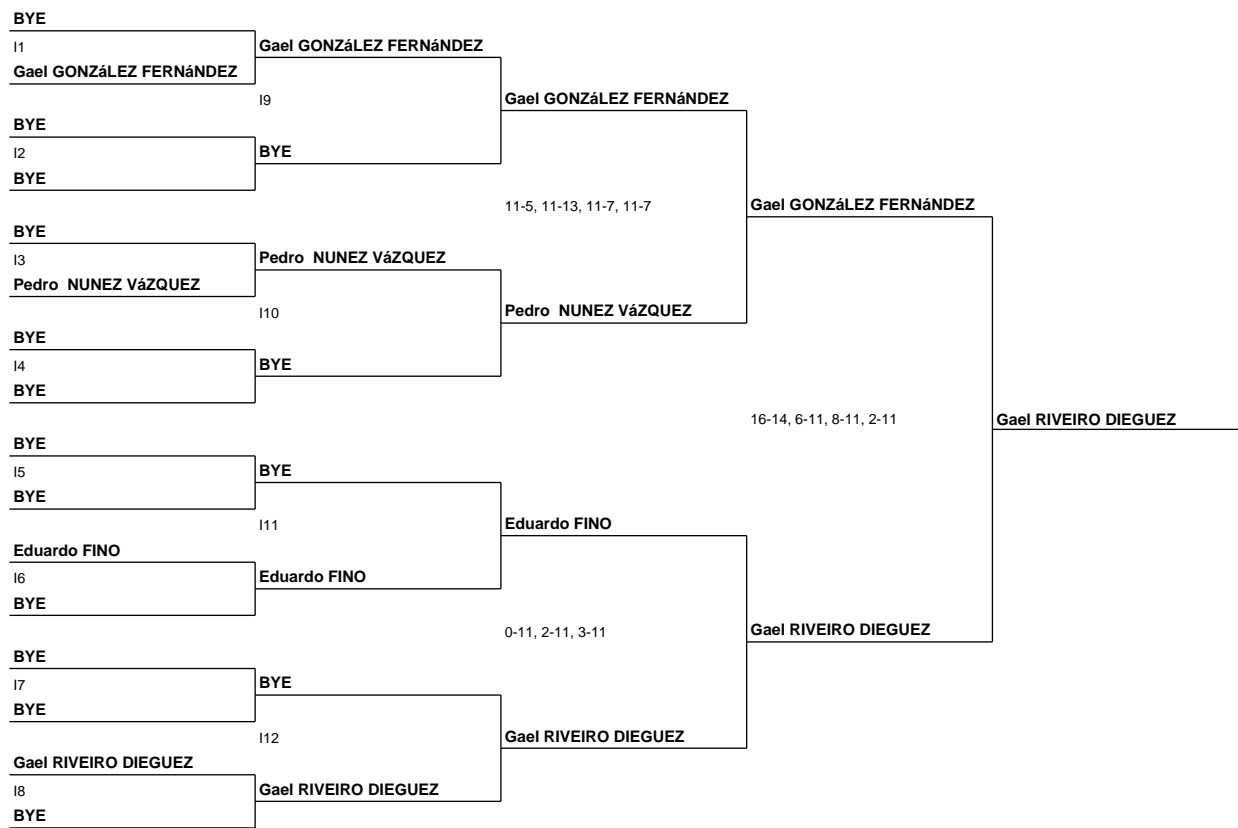 BYE
I1
Gael GONZáLEZ FERNáNDEZ
BYE
I2
BYE
BYE
I3
Pedro  NUNEZ VáZQUEZ
BYE
I4
BYE
BYE
I5
BYE
Eduardo FINO
I6
BYE
BYE
I7
BYE
Gael RIVEIRO DIEGUEZ
I8
BYE
Gael GONZáLEZ FERNáNDEZ
I9
BYE
Pedro  NUNEZ VáZQUEZ
I10
BYE
BYE
I11
Eduardo FINO
BYE
I12
Gael RIVEIRO DIEGUEZ
Gael GONZáLEZ FERNáNDEZ
11-5, 11-13, 11-7, 11-7
Pedro  NUNEZ VáZQUEZ
Eduardo FINO
0-11, 2-11, 3-11
Gael RIVEIRO DIEGUEZ
Gael GONZáLEZ FERNáNDEZ
16-14, 6-11, 8-11, 2-11
Gael RIVEIRO DIEGUEZ
Gael RIVEIRO DIEGUEZ